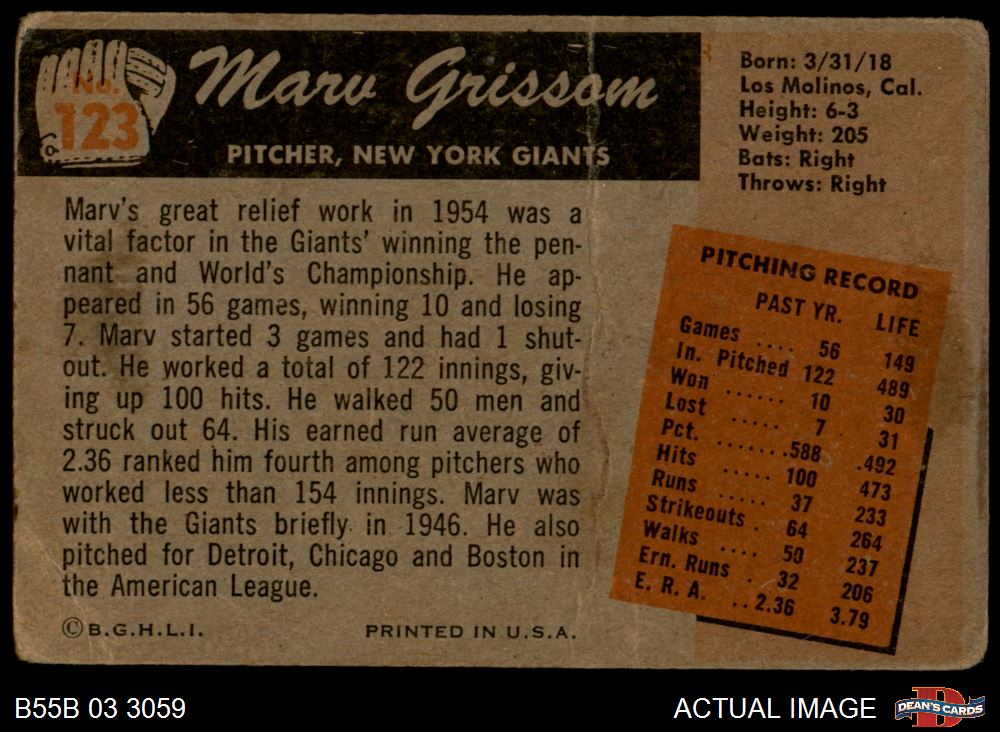 No.
123
Marv Grissom
PITCHER, NEW YORK GIANTS
Born: 3/31/18
Los Molinos, Cal.
Height: 6-3
Weight: 205
Bats: Right
Throws: Right
Marv's great relief work in 1954 was a
vital factor in the Giants' winning the pen-
nant and World's Championship. He ap-
peared in 56 games, winning 10 and losing
7. Marv started 3 games and had 1 shut-
out. He worked a total of 122 innings, giv-
ing up 100 hits. He walked 50 men and
struck out 64. His earned run average of
2.36 ranked him fourth among pitchers who
worked less than 154 innings. Marv was
with the Giants briefly in 1946. He also
pitched for Detroit, Chicago and Boston in
the American League.
PITCHING RECORD
PAST YR. LIFE
Games .... 56 149
In. Pitched 122 489
Won ...... 10 30
Lost ..... 7 31
Pct. .......588 .492
Hits ..... 100 473
Runs ..... 37 233
Strikeouts . 64 264
Walks .... 50 237
Ern. Runs . 32 206
E. R. A. ..2.36 3.79
©B.G.H.L.I. PRINTED IN U.S.A.
B55B 03 3059 ACTUAL IMAGE D DEAN'S CARDS